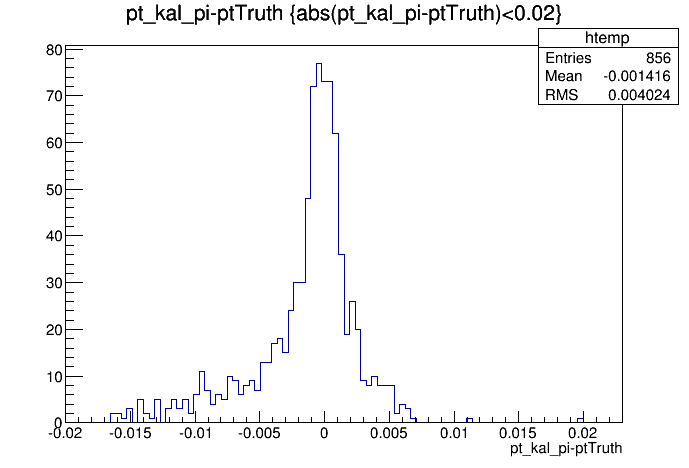 pt_kal_pi-ptTruth {abs(pt_kal_pi-ptTruth)<0.02}
htemp
Entries 856
Mean -0.001416
RMS 0.004024
80
70
60
50
40
30
20
10
0
-0.02 -0.015 -0.01 -0.005 0 0.005 0.01 0.015 0.02
pt_kal_pi-ptTruth